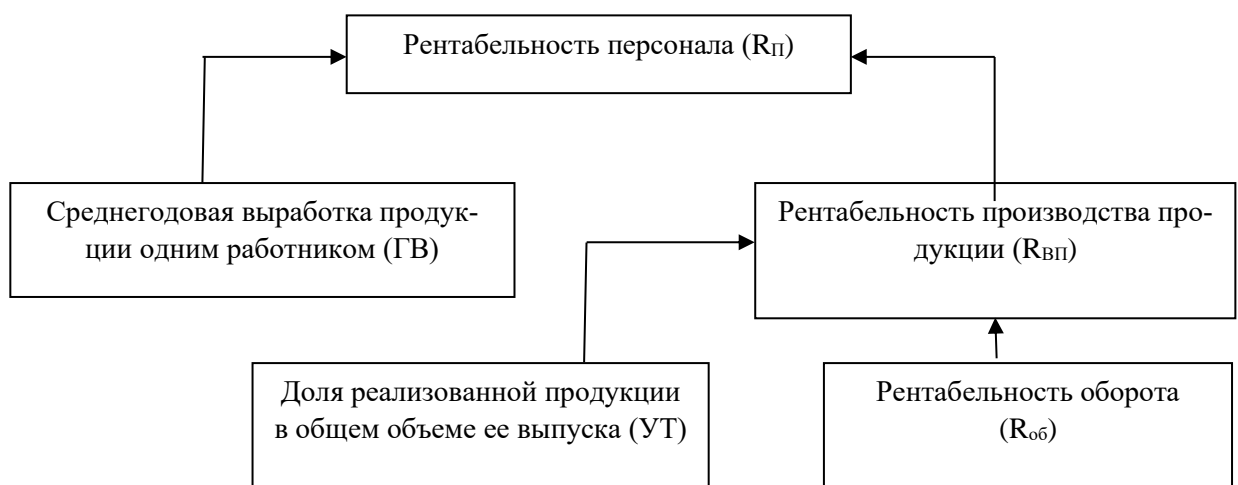 Рентабельность персонала (RП)
Среднегодовая выработка продук-
ции одним работником (ГВ)
Рентабельность производства про-
дукции (RВП)
Доля реализованной продукции
в общем объеме ее выпуска (УТ)
Рентабельность оборота
(Rоб)